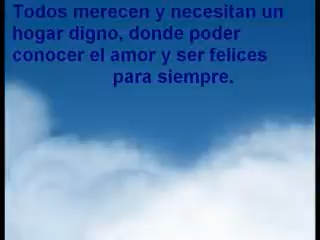 Todos merecen y necesitan un
hogar digno, donde poder
conocer el amor y ser felices
para siempre.